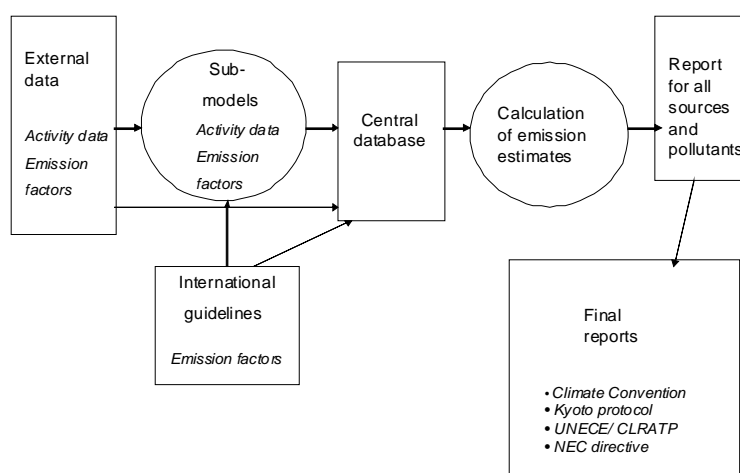 External
data
Activity data
Emission
factors
Sub-
models
Activity data
Emission
factors
Central
database
Calculation
of emission
estimates
Report
for all
sources
and
pollutants
International
guidelines
Emission factors
Final
reports
• Climate Convention
• Kyoto protocol
• UNECE/ CLRATP
• NEC directive